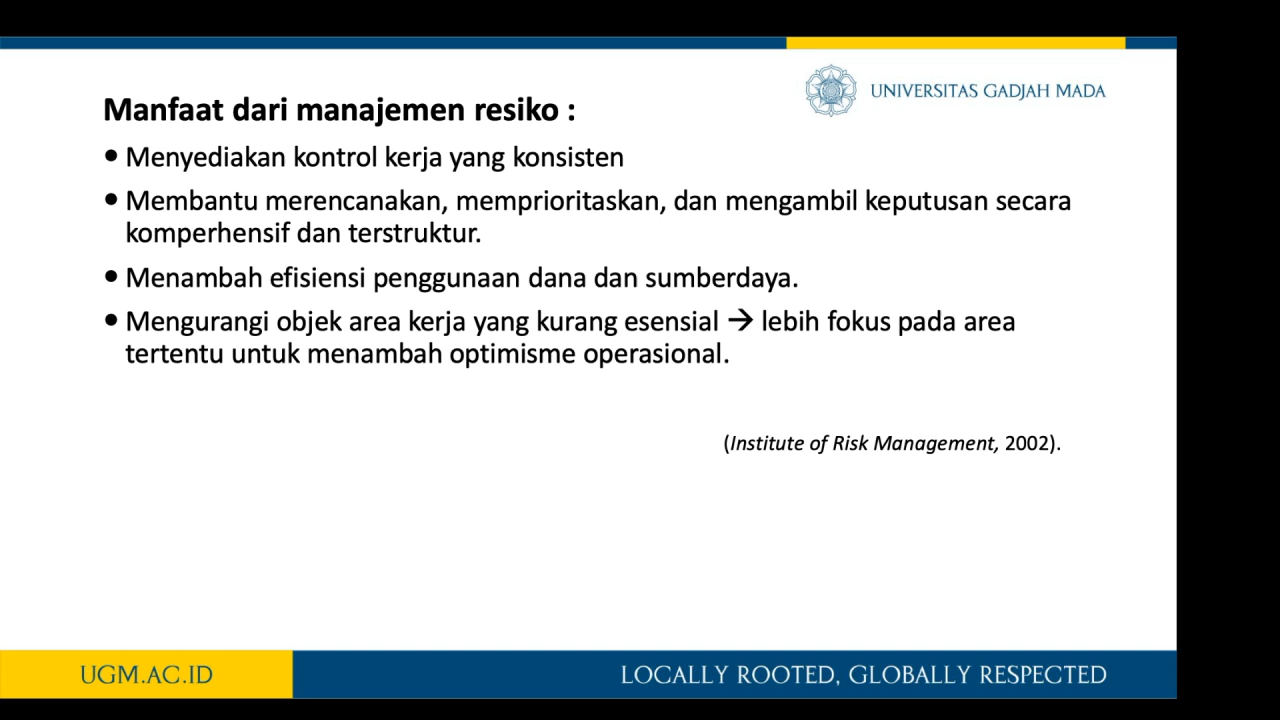 UNIVERSITAS GADJAH MADA
Manfaat dari manajemen resiko :
● Menyediakan kontrol kerja yang konsisten
● Membantu merencanakan, memprioritaskan, dan mengambil keputusan secara
komperhensif dan terstruktur.
● Menambah efisiensi penggunaan dana dan sumberdaya.
● Mengurangi objek area kerja yang kurang esensial → lebih fokus pada area
tertentu untuk menambah optimisme operasional.
(Institute of Risk Management, 2002).
UGM.AC.ID
LOCALLY ROOTED, GLOBALLY RESPECTED